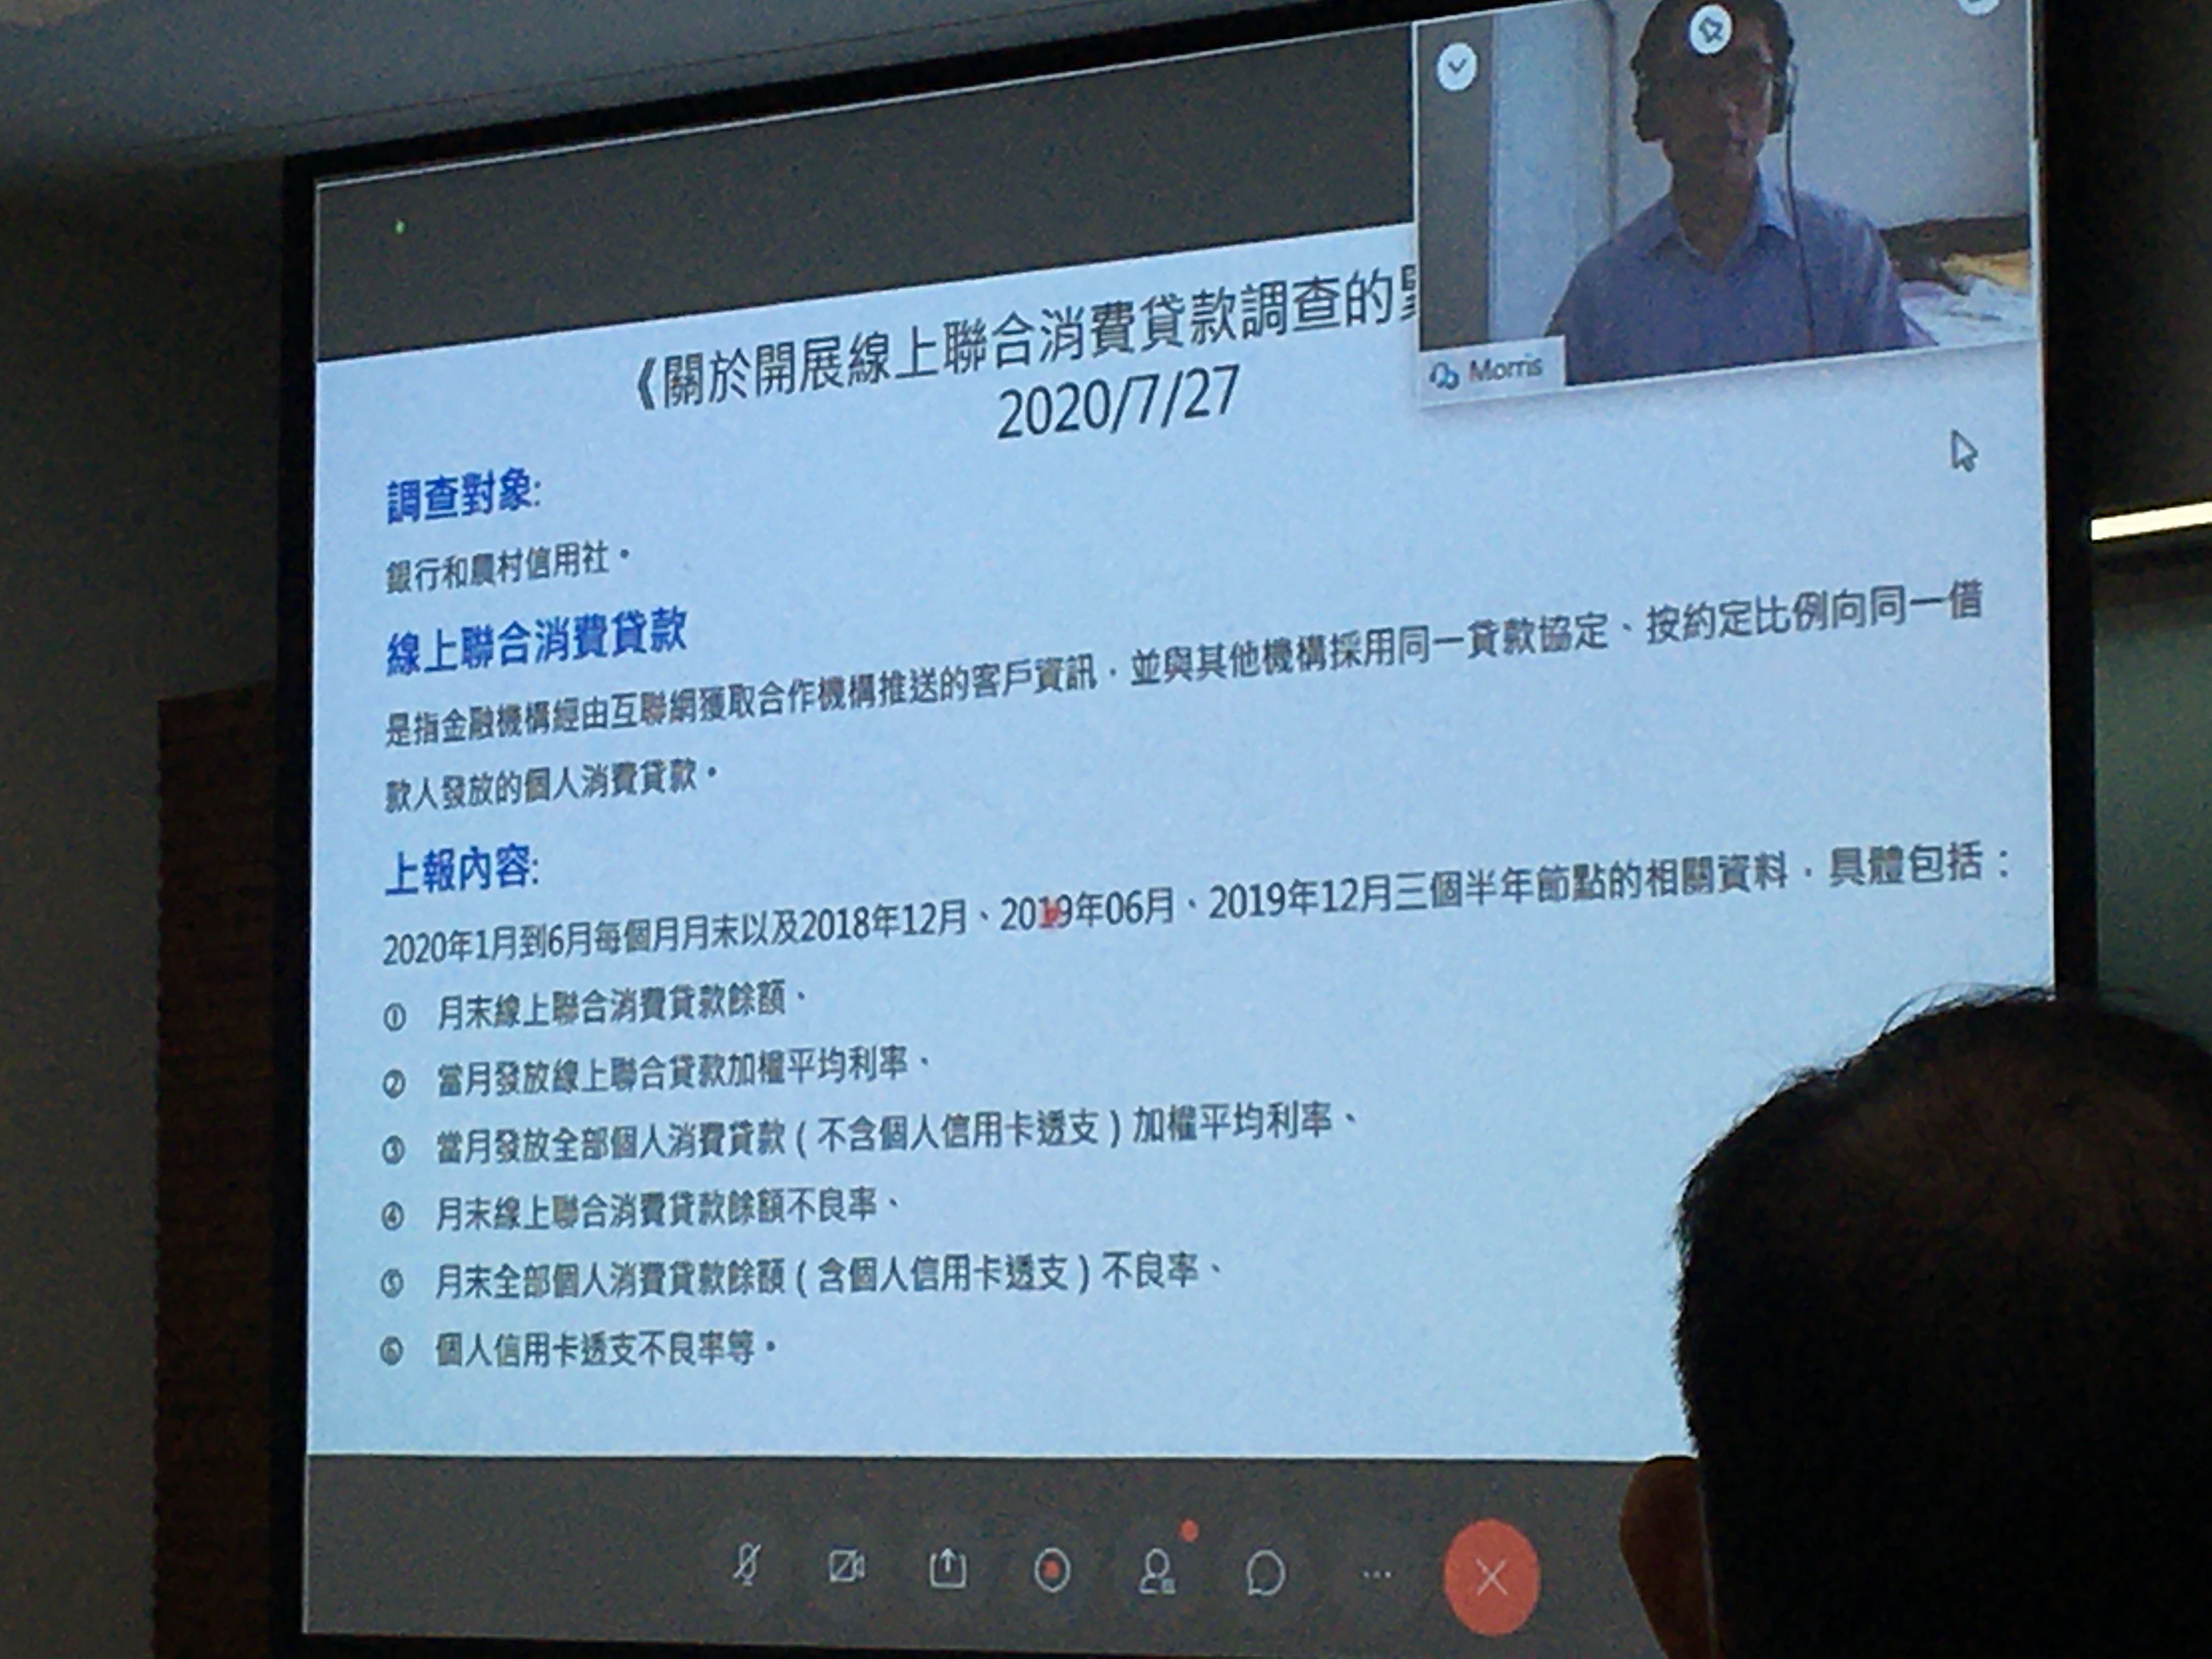 《關於開展線上聯合消費貸款調查的
2020/7/27
Morris
調查對象:
銀行和農村信用社。
線上聯合消費貸款
是指金融機構經由互聯網獲取合作機構推送的客戶資訊，並與其他機構採用同一貸款協定、按約定比例向同一借
款人發放的個人消費貸款。
上報內容:
2020年1月到6月每個月月末以及2018年12月、2019年06月、2019年12月三個半年節點的相關資料，具體包括：
① 月末線上聯合消費貸款餘額、
② 當月發放線上聯合貸款加權平均利率、
③ 當月發放全部個人消費貸款（不含個人信用卡透支）加權平均利率、
④ 月末線上聯合消費貸款餘額不良率、
⑤ 月末全部個人消費貸款餘額（含個人信用卡透支）不良率、
⑥ 個人信用卡透支不良率等。